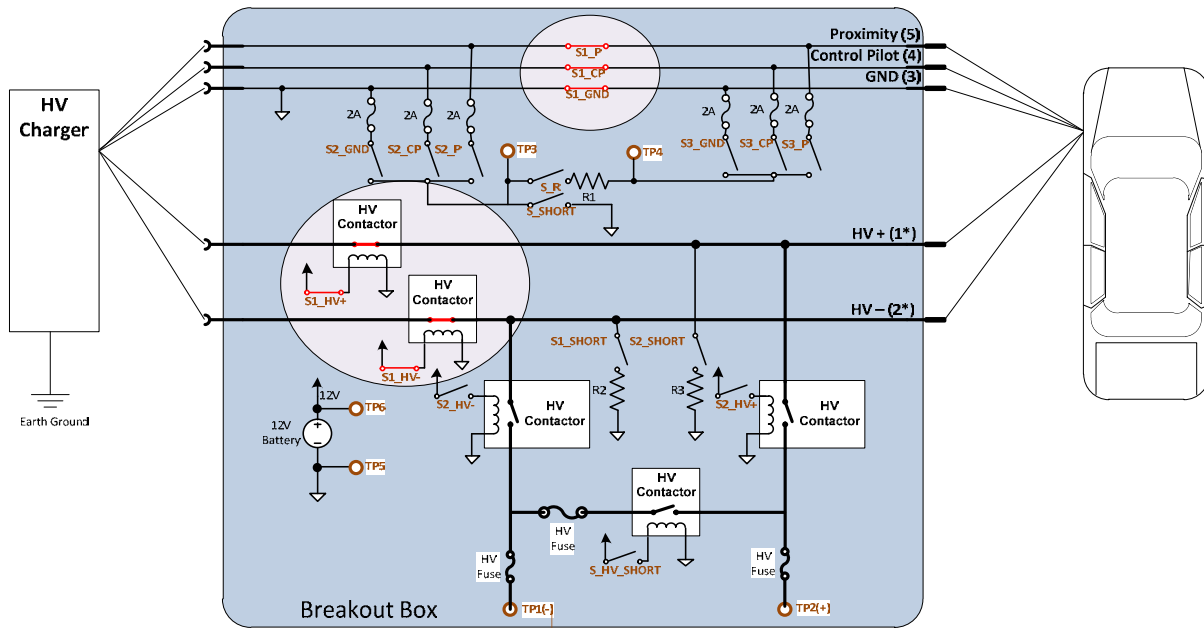 Proximity (5)
Control Pilot (4)
GND (3)
S1_P
S1_CP
S1_GND
HV
Charger
2A
2A
2A
2A
2A
2A
S2_GND
S2_CP
S2_P
TP3
TP4
S3_GND
S3_CP
S3_P
S_R
R1
S_SHORT
HV
Contactor
HV + (1*)
S1_HV+
HV
Contactor
HV – (2*)
S1_HV-
S1_SHORT
S2_SHORT
R2
R3
S2_HV-
S2_HV+
HV
Contactor
HV
Contactor
12V
TP6
12V
Battery
+
–
TP5
Earth Ground
HV
Contactor
HV
Fuse
HV
Fuse
HV
Fuse
S_HV_SHORT
Breakout Box
TP1(-)
TP2(+)